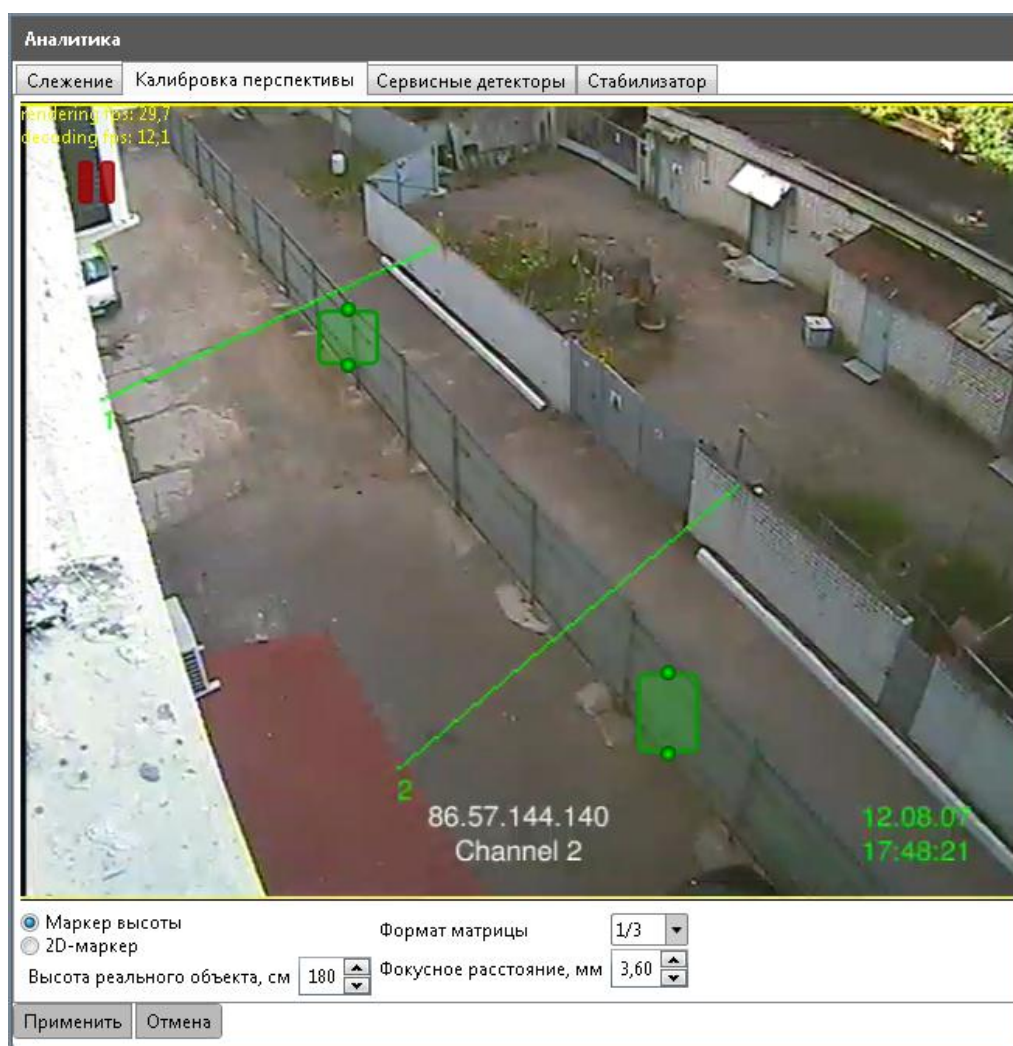 Аналитика
Слежение Калибровка перспективы Сервисные детекторы Стабилизатор
rendering fps: 29,7
decoding fps: 12,1
1
2
86.57.144.140
Channel 2
12.08.07
17:48:21
Маркер высоты
2D-маркер
Высота реального объекта, см 180
Формат матрицы 1/3
Фокусное расстояние, мм 3,60
Применить Отмена